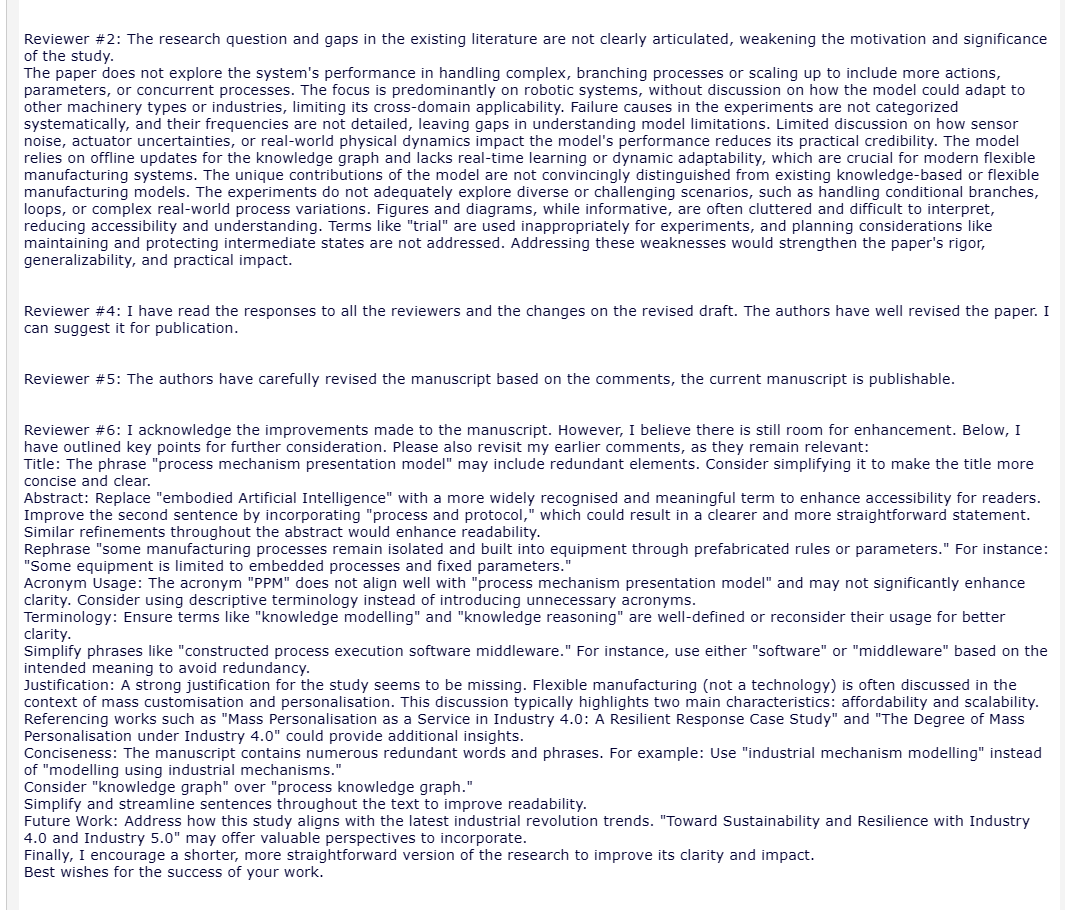 Reviewer #2: The research question and gaps in the existing literature are not clearly articulated, weakening the motivation and significance
of the study.
The paper does not explore the system's performance in handling complex, branching processes or scaling up to include more actions,
parameters, or concurrent processes. The focus is predominantly on robotic systems, without discussion on how the model could adapt to
other machinery types or industries, limiting its cross-domain applicability. Failure causes in the experiments are not categorized
systematically, and their frequencies are not detailed, leaving gaps in understanding model limitations. Limited discussion on how sensor
noise, actuator uncertainties, or real-world physical dynamics impact the model's performance reduces its practical credibility. The model
relies on offline updates for the knowledge graph and lacks real-time learning or dynamic adaptability, which are crucial for modern flexible
manufacturing systems. The unique contributions of the model are not convincingly distinguished from existing knowledge-based or flexible
manufacturing models. The experiments do not adequately explore diverse or challenging scenarios, such as handling conditional branches,
loops, or complex real-world process variations. Figures and diagrams, while informative, are often cluttered and difficult to interpret,
reducing accessibility and understanding. Terms like "trial" are used inappropriately for experiments, and planning considerations like
maintaining and protecting intermediate states are not addressed. Addressing these weaknesses would strengthen the paper's rigor,
generalizability, and practical impact.
Reviewer #4: I have read the responses to all the reviewers and the changes on the revised draft. The authors have well revised the paper. I
can suggest it for publication.
Reviewer #5: The authors have carefully revised the manuscript based on the comments, the current manuscript is publishable.
Reviewer #6: I acknowledge the improvements made to the manuscript. However, I believe there is still room for enhancement. Below, I
have outlined key points for further consideration. Please also revisit my earlier comments, as they remain relevant:
Title: The phrase "process mechanism presentation model" may include redundant elements. Consider simplifying it to make the title more
concise and clear.
Abstract: Replace "embodied Artificial Intelligence" with a more widely recognised and meaningful term to enhance accessibility for readers.
Improve the second sentence by incorporating "process and protocol," which could result in a clearer and more straightforward statement.
Similar refinements throughout the abstract would enhance readability.
Rephrase "some manufacturing processes remain isolated and built into equipment through prefabricated rules or parameters." For instance:
"Some equipment is limited to embedded processes and fixed parameters."
Acronym Usage: The acronym "PPM" does not align well with "process mechanism presentation model" and may not significantly enhance
clarity. Consider using descriptive terminology instead of introducing unnecessary acronyms.
Terminology: Ensure terms like "knowledge modelling" and "knowledge reasoning" are well-defined or reconsider their usage for better
clarity.
Simplify phrases like "constructed process execution software middleware." For instance, use either "software" or "middleware" based on the
intended meaning to avoid redundancy.
Justification: A strong justification for the study seems to be missing. Flexible manufacturing (not a technology) is often discussed in the
context of mass customisation and personalisation. This discussion typically highlights two main characteristics: affordability and scalability.
Referencing works such as "Mass Personalisation as a Service in Industry 4.0: A Resilient Response Case Study" and "The Degree of Mass
Personalisation under Industry 4.0" could provide additional insights.
Conciseness: The manuscript contains numerous redundant words and phrases. For example: Use "industrial mechanism modelling" instead
of "modelling using industrial mechanisms."
Consider "knowledge graph" over "process knowledge graph."
Simplify and streamline sentences throughout the text to improve readability.
Future Work: Address how this study aligns with the latest industrial revolution trends. "Toward Sustainability and Resilience with Industry
4.0 and Industry 5.0" may offer valuable perspectives to incorporate.
Finally, I encourage a shorter, more straightforward version of the research to improve its clarity and impact.
Best wishes for the success of your work.